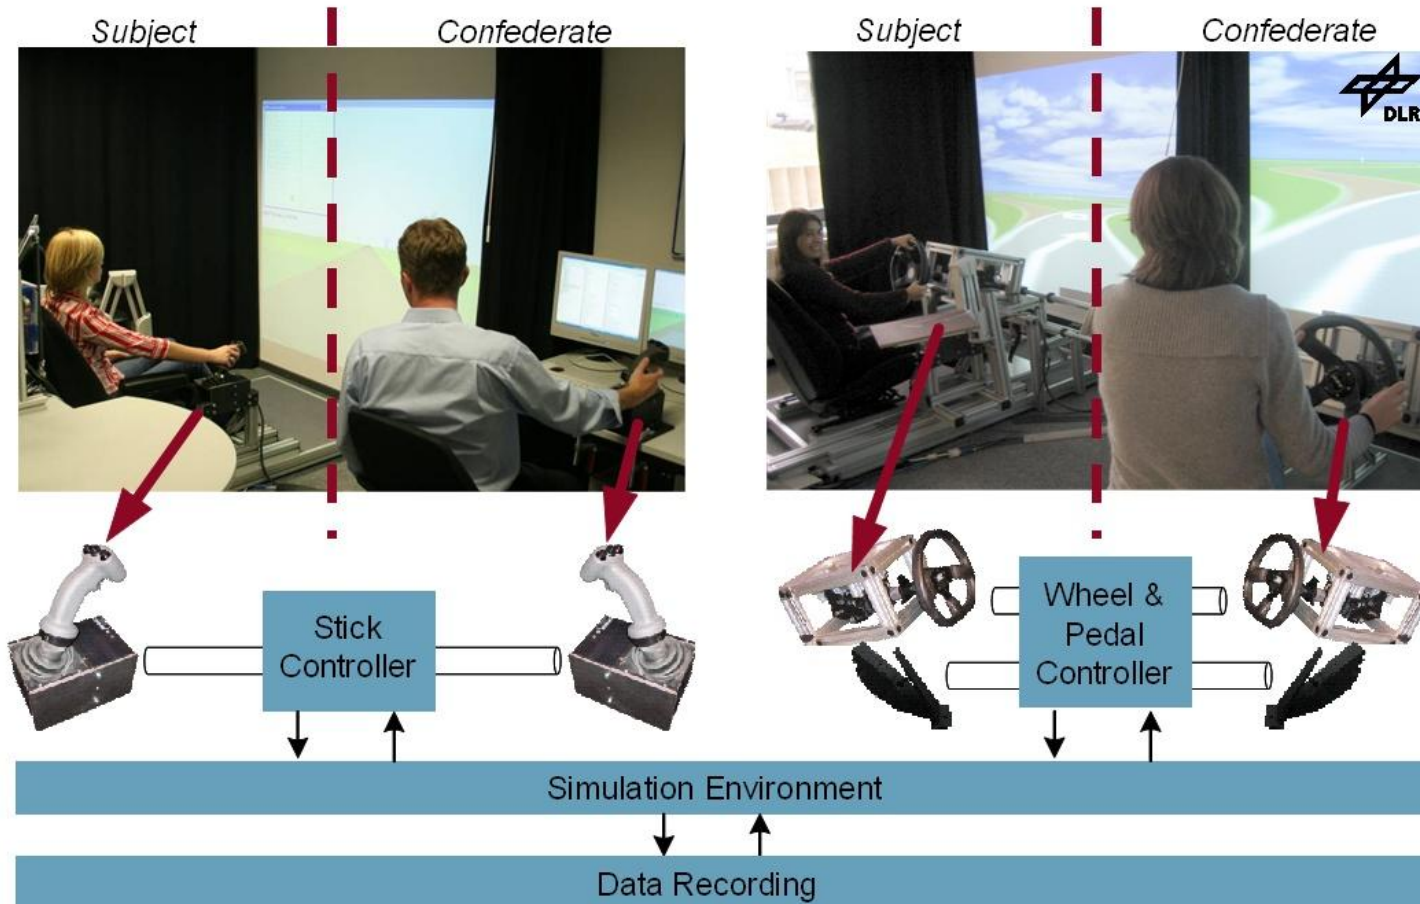 Subject
Confederate
Subject
Confederate
DLR
Stick
Controller
Wheel &
Pedal
Controller
Simulation Environment
Data Recording